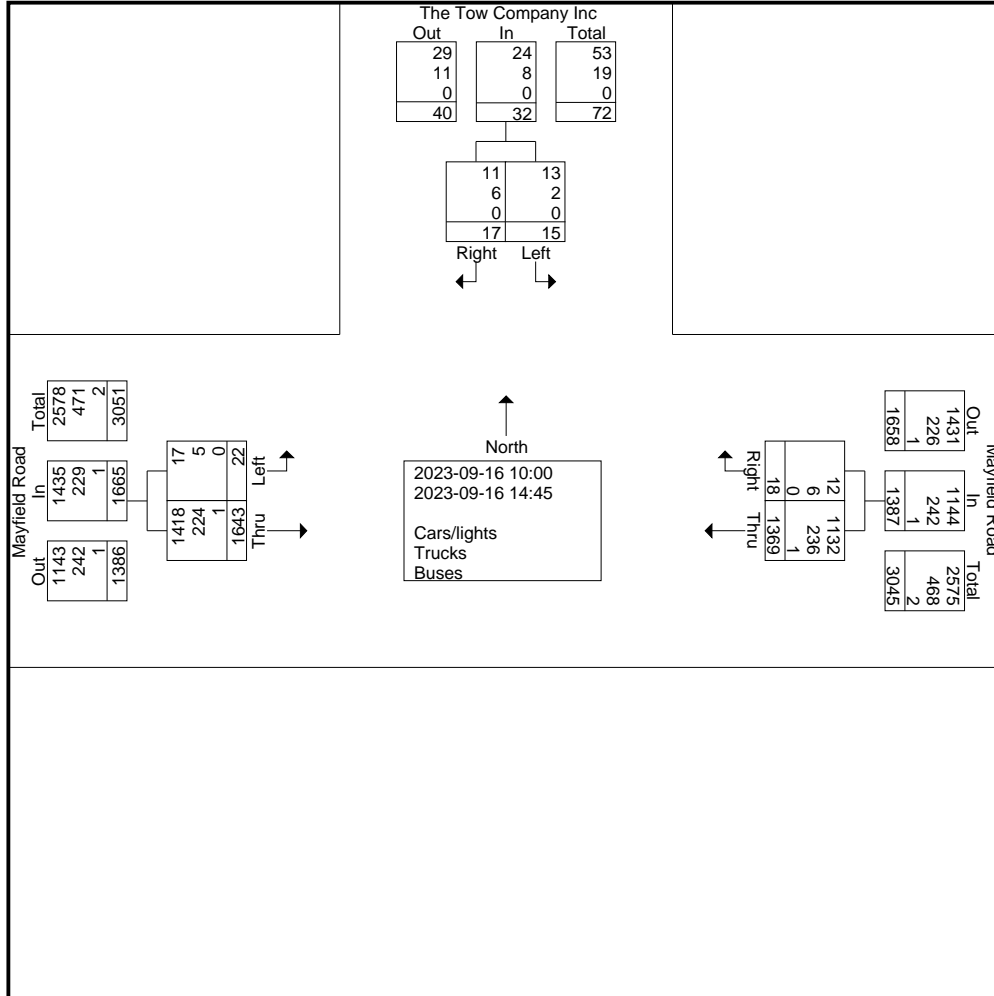 The Tow Company Inc
Out In Total
29 24 53
11 8 19
0 0 0
40 32 72
11 13
6 2
0 0
17 15
Right Left
Mayfield Road
Total In Out
2578 1435 1143
471 229 242
2 1 1
3051 1665 1386
17 1418
5 224
0 1
22 1643
Left Thru
North
2023-09-16 10:00
2023-09-16 14:45
Cars/lights
Trucks
Buses
Right Thru
12 1132
6 236
0 1
18 1369
Mayfield Road
Out In Total
1431 1144 2575
226 242 468
1 1 2
1658 1387 3045